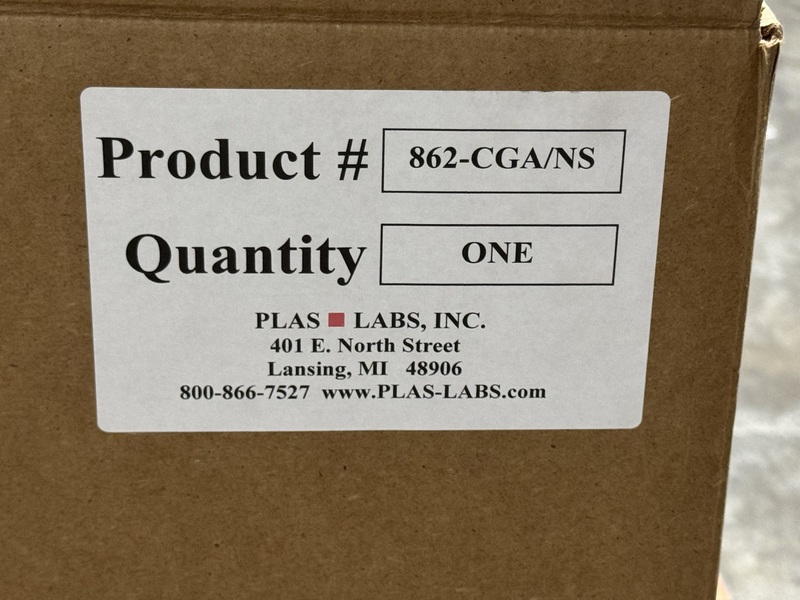 Product # 862-CGA/NS
Quantity ONE
PLAS LABS, INC.
401 E. North Street
Lansing, MI 48906
800-866-7527 www.PLAS-LABS.com